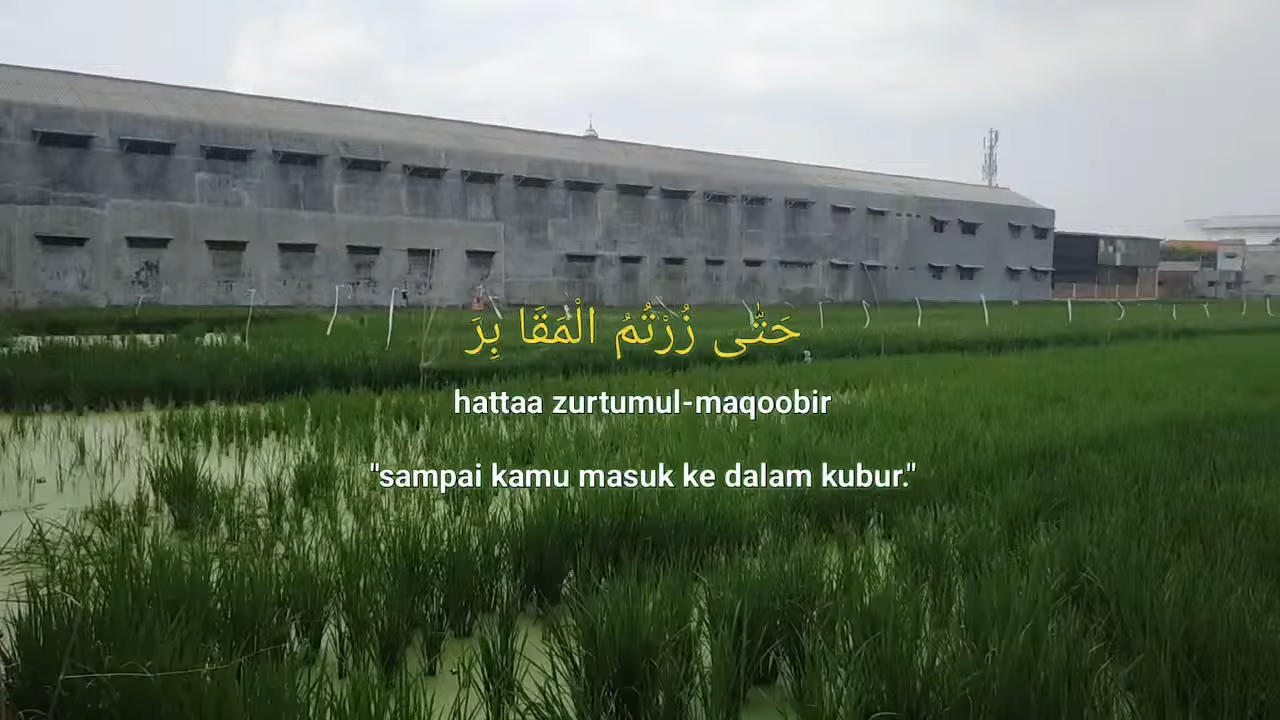 حَتّٰى زُرْتُمُ الْمَقَا بِرَ
hattaa zurtumul-maqoobir
"sampai kamu masuk ke dalam kubur."